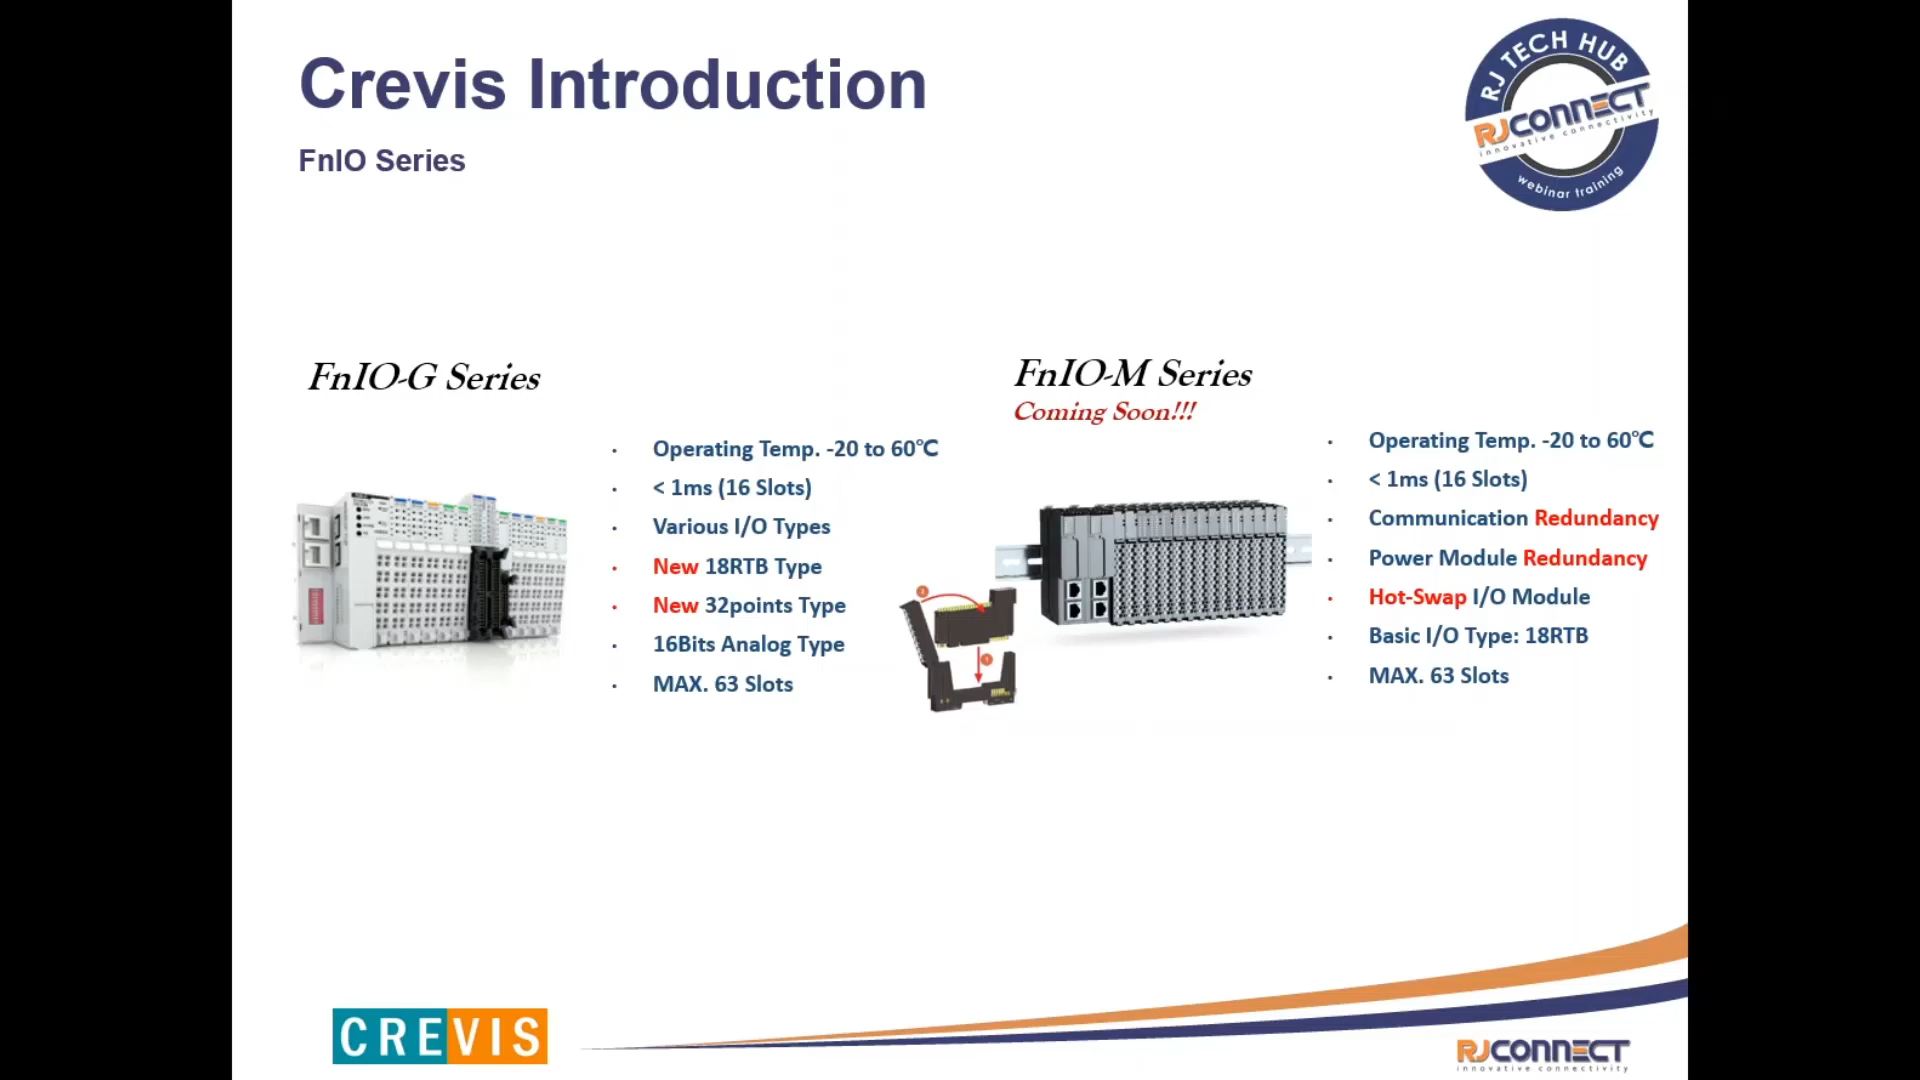 Crevis Introduction
FnIO Series
RJ TECH HUB
RJCONNECT
innovative connectivity
webinar training
FnIO-G Series
· Operating Temp. -20 to 60℃
· < 1ms (16 Slots)
· Various I/O Types
· New 18RTB Type
· New 32points Type
· 16Bits Analog Type
· MAX. 63 Slots
FnIO-M Series
Coming Soon!!!
· Operating Temp. -20 to 60℃
· < 1ms (16 Slots)
· Communication Redundancy
· Power Module Redundancy
· Hot-Swap I/O Module
· Basic I/O Type: 18RTB
· MAX. 63 Slots
CREVIS
RJCONNECT
innovative connectivity